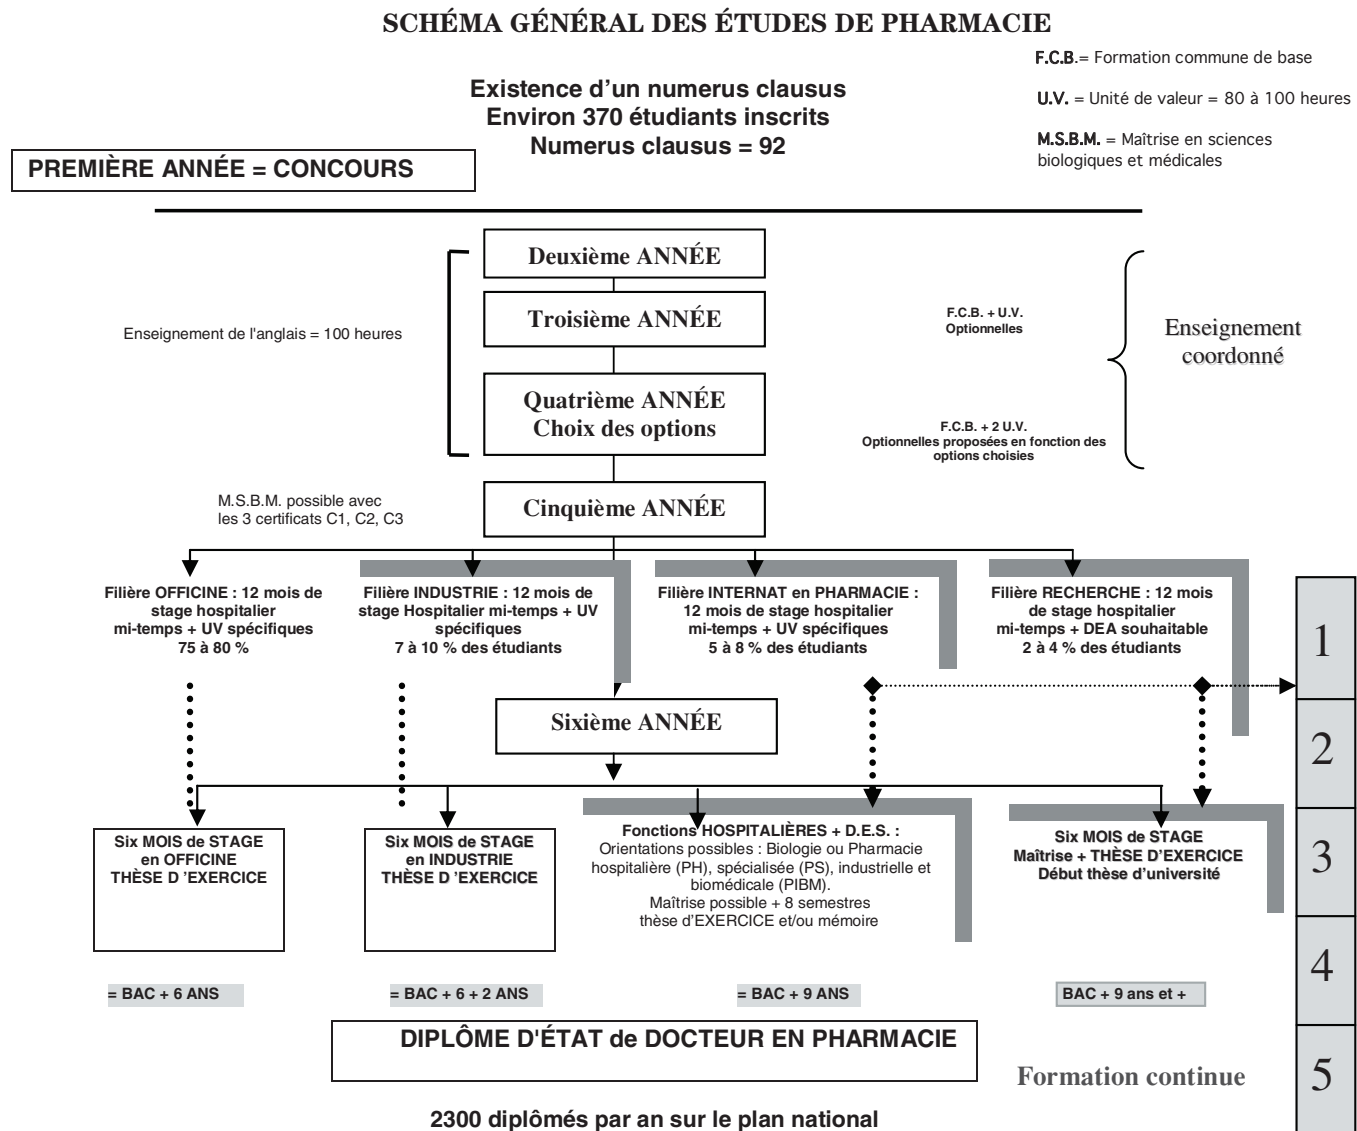 SCHÉMA GÉNÉRAL DES ÉTUDES DE PHARMACIE
F.C.B.= Formation commune de base
U.V. = Unité de valeur = 80 à 100 heures
M.S.B.M. = Maîtrise en sciences
biologiques et médicales
Existence d'un numerus clausus
Environ 370 étudiants inscrits
Numerus clausus = 92
PREMIÈRE ANNÉE = CONCOURS
Deuxième ANNÉE
Troisième ANNÉE
Enseignement de l'anglais = 100 heures
F.C.B. + U.V.
Optionnelles
Enseignement
coordonné
Quatrième ANNÉE
Choix des options
F.C.B. + 2 U.V.
Optionnelles proposées en fonction des
options choisies
M.S.B.M. possible avec
les 3 certificats C1, C2, C3
Cinquième ANNÉE
Filière OFFICINE : 12 mois de
stage hospitalier
mi-temps + UV spécifiques
75 à 80 %
Filière INDUSTRIE : 12 mois de
stage Hospitalier mi-temps + UV
spécifiques
7 à 10 % des étudiants
Filière INTERNAT en PHARMACIE :
12 mois de stage hospitalier
mi-temps + UV spécifiques
5 à 8 % des étudiants
Filière RECHERCHE : 12 mois
de stage hospitalier
mi-temps + DEA souhaitable
2 à 4 % des étudiants
1
Sixième ANNÉE
2
Six MOIS de STAGE
en OFFICINE
THÈSE D 'EXERCICE
Six MOIS de STAGE
en INDUSTRIE
THÈSE D 'EXERCICE
Fonctions HOSPITALIÈRES + D.E.S. :
Orientations possibles : Biologie ou Pharmacie
hospitalière (PH), spécialisée (PS), industrielle et
biomédicale (PIBM).
Maîtrise possible + 8 semestres
thèse d'EXERCICE et/ou mémoire
Six MOIS de STAGE
Maîtrise + THÈSE D'EXERCICE
Début thèse d'université
3
4
= BAC + 6 ANS
= BAC + 6 + 2 ANS
= BAC + 9 ANS
BAC + 9 ans et +
DIPLÔME D'ÉTAT de DOCTEUR EN PHARMACIE
Formation continue
5
2300 diplômés par an sur le plan national